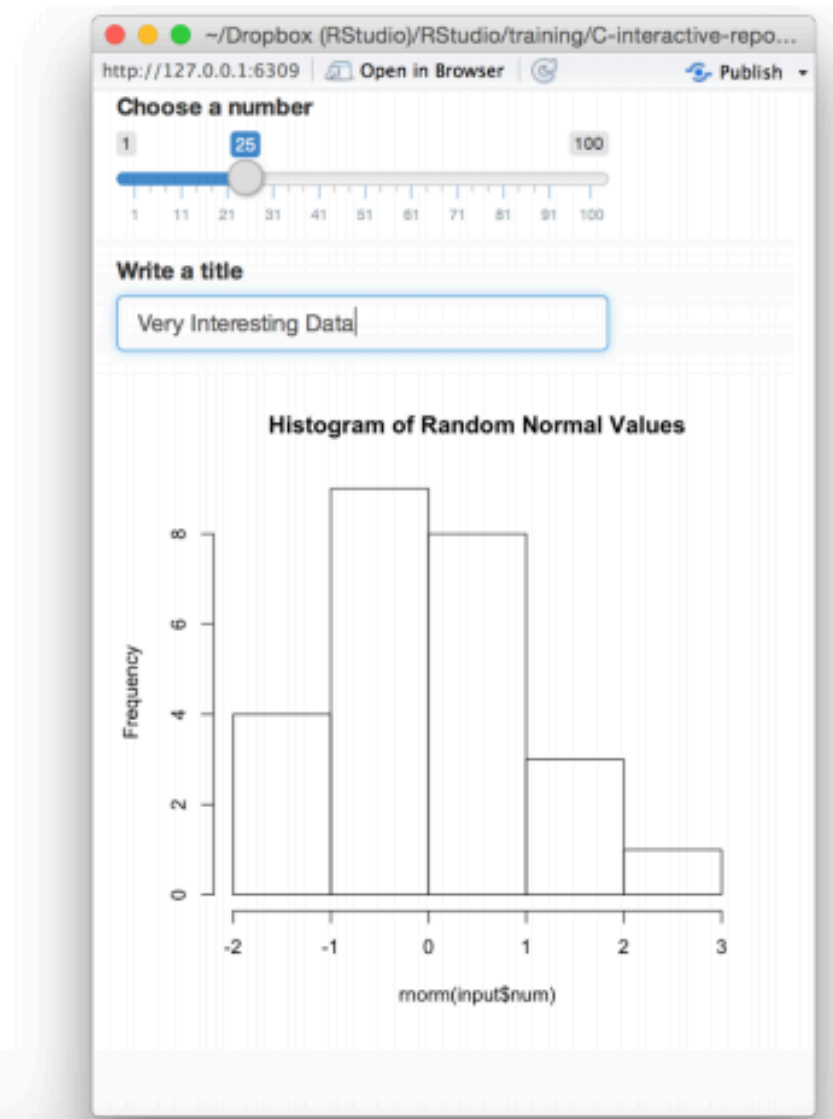 ~/Dropbox (RStudio)/RStudio/training/C-interactive-repo...
http://127.0.0.1:6309 Open in Browser Publish
Choose a number
1 25 100
1 11 21 31 41 51 61 71 81 91 100
Write a title
Very Interesting Data
Histogram of Random Normal Values
Frequency
8
6
4
2
0
-2 -1 0 1 2 3
rnorm(input$num)